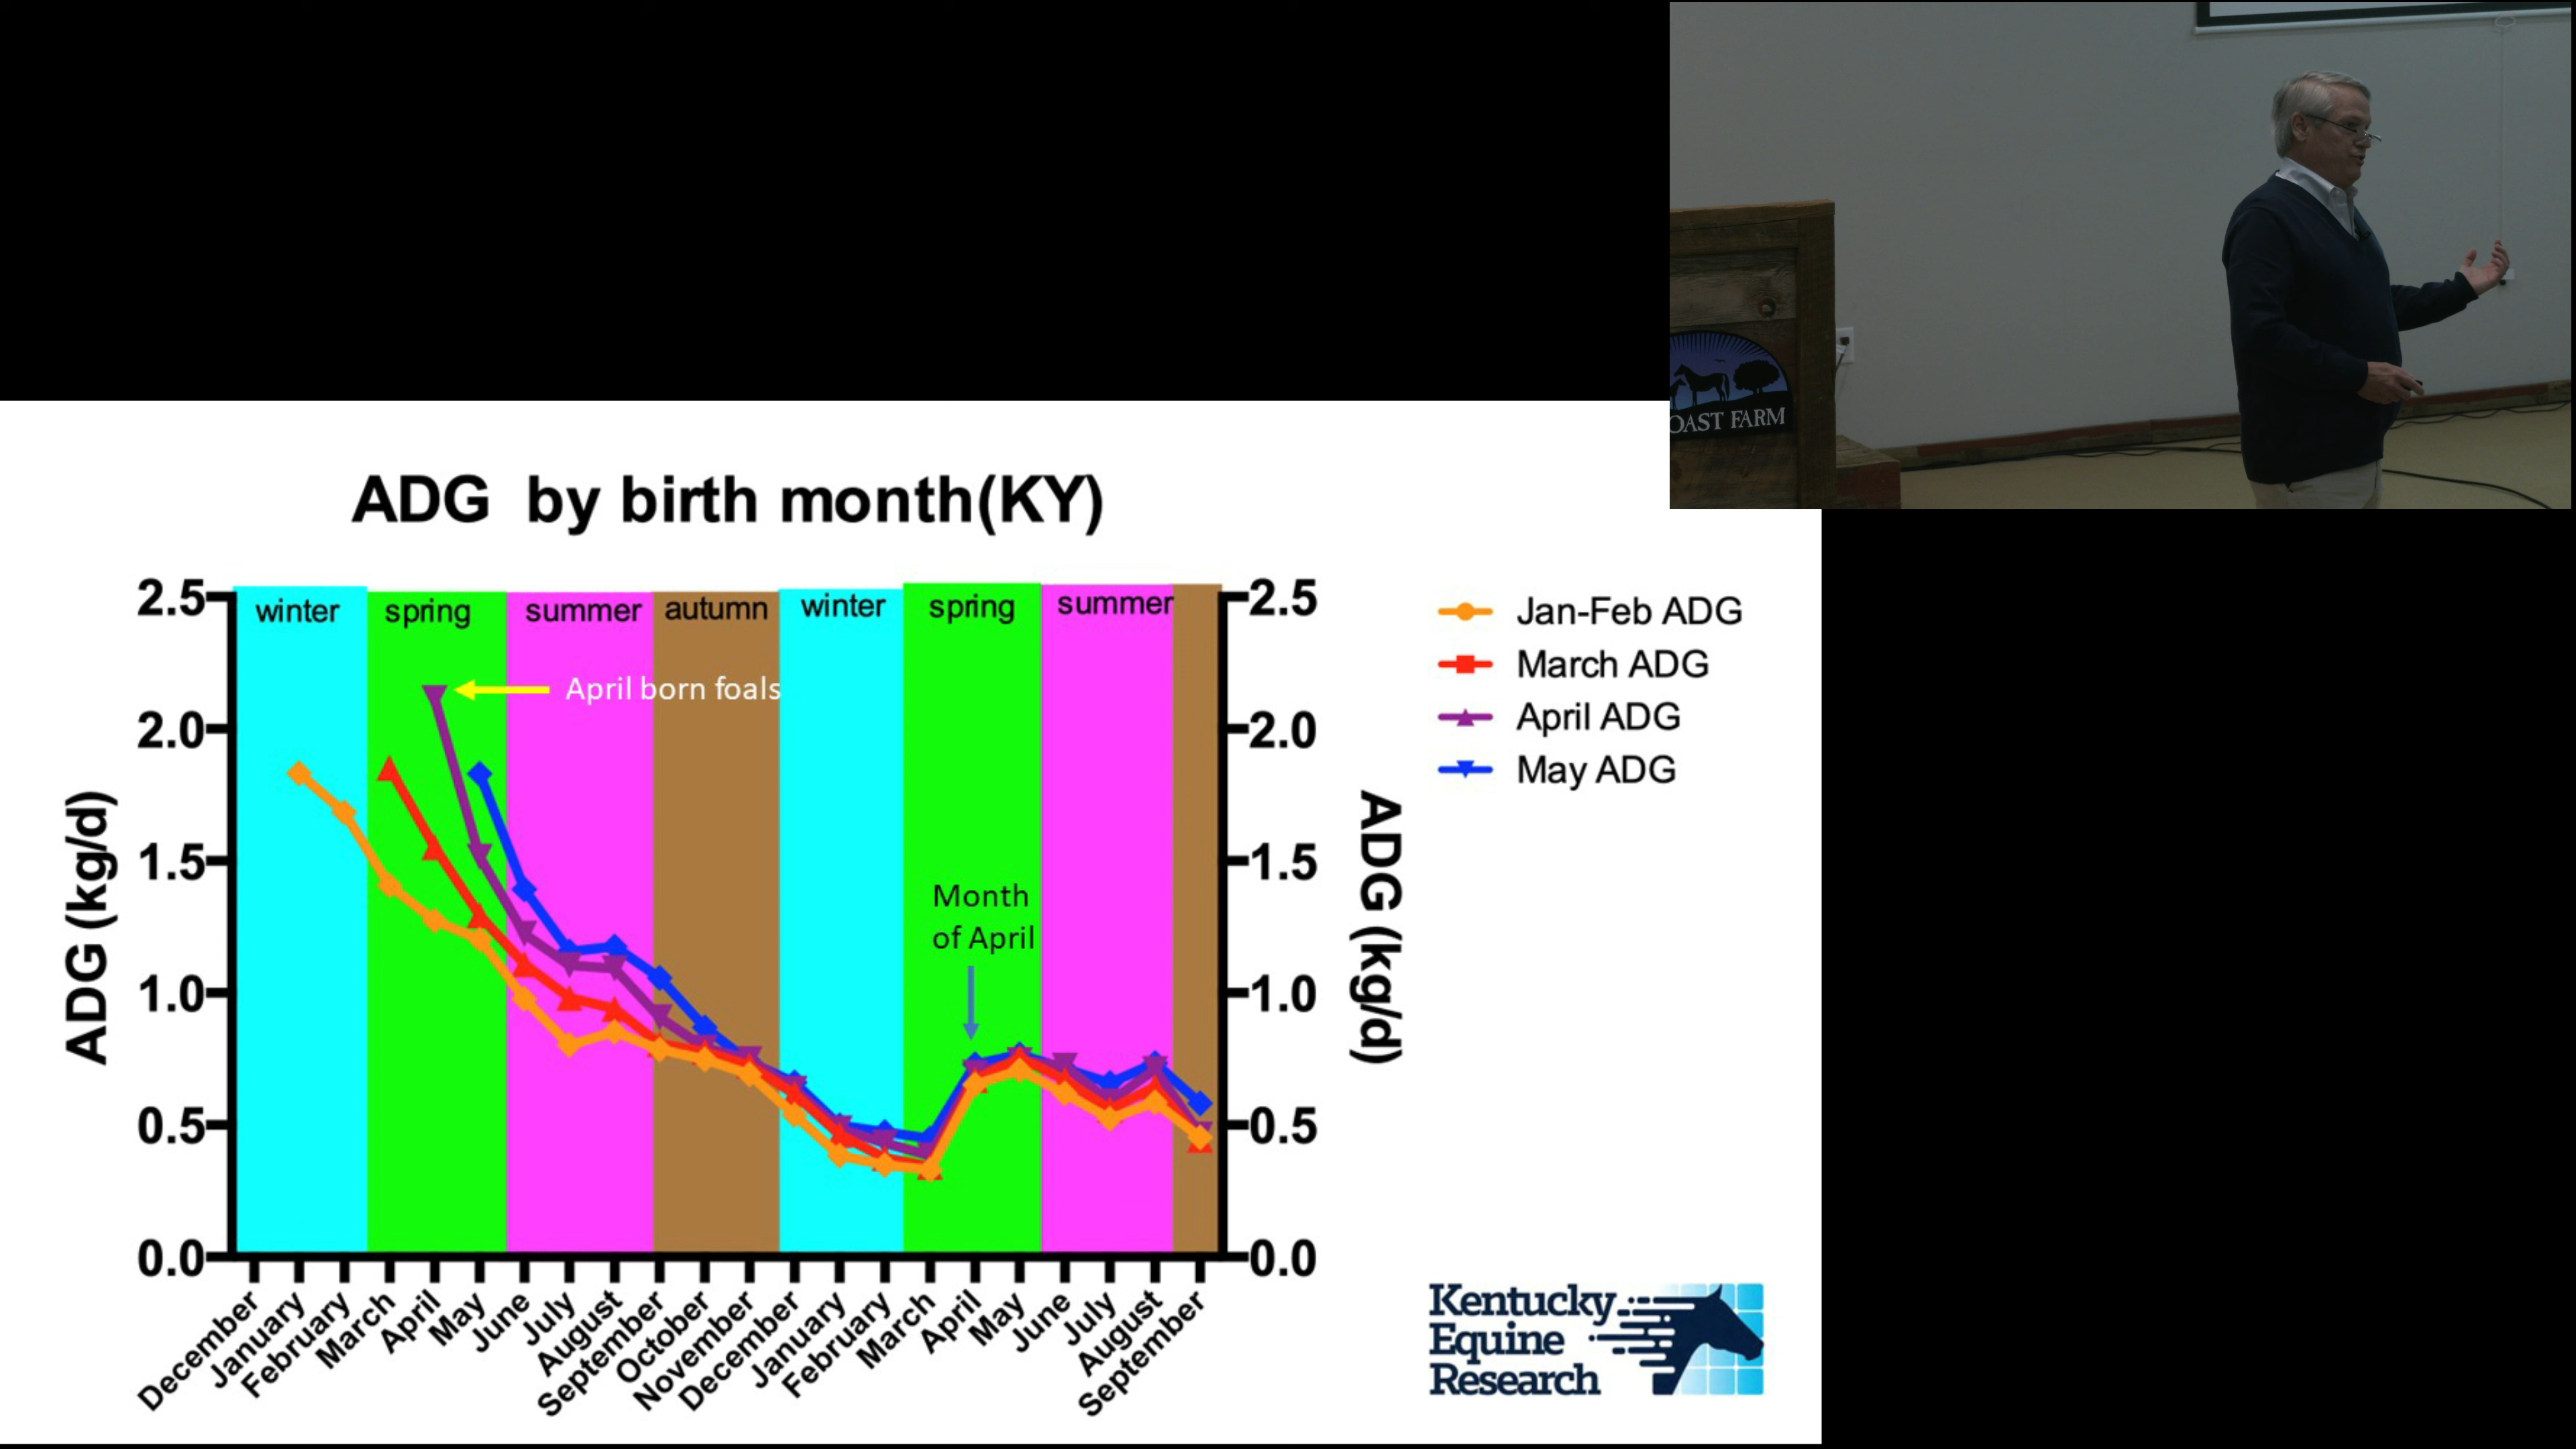 OAST FARM
ADG by birth month(KY)
2.5
2.0
1.5
1.0
0.5
0.0
ADG (kg/d)
winter
spring
summer
autumn
winter
spring
summer
April born foals
Month
of April
2.5
2.0
1.5
1.0
0.5
0.0
ADG (kg/d)
Jan-Feb ADG
March ADG
April ADG
May ADG
December
January
February
March
April
May
June
July
August
September
October
November
December
January
February
March
April
May
June
July
August
September
Kentucky
Equine
Research